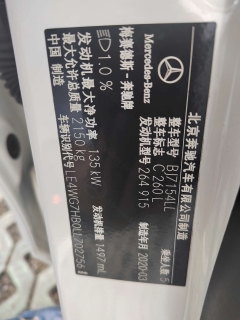 北京奔驰汽车有限公司制造
Mercedes-Benz
梅赛德斯-奔驰牌
整车型号 BJ7154LL 乘坐人数 5
整车标志 C 260 L
1.0 %
发动机型号 264 915 制造年月 2020-03
发动机最大净功率 135 kW 发动机排量 1497 mL
最大允许总质量 2150 kg
车辆识别代号 LE4WG7HB0LL
中国 制造